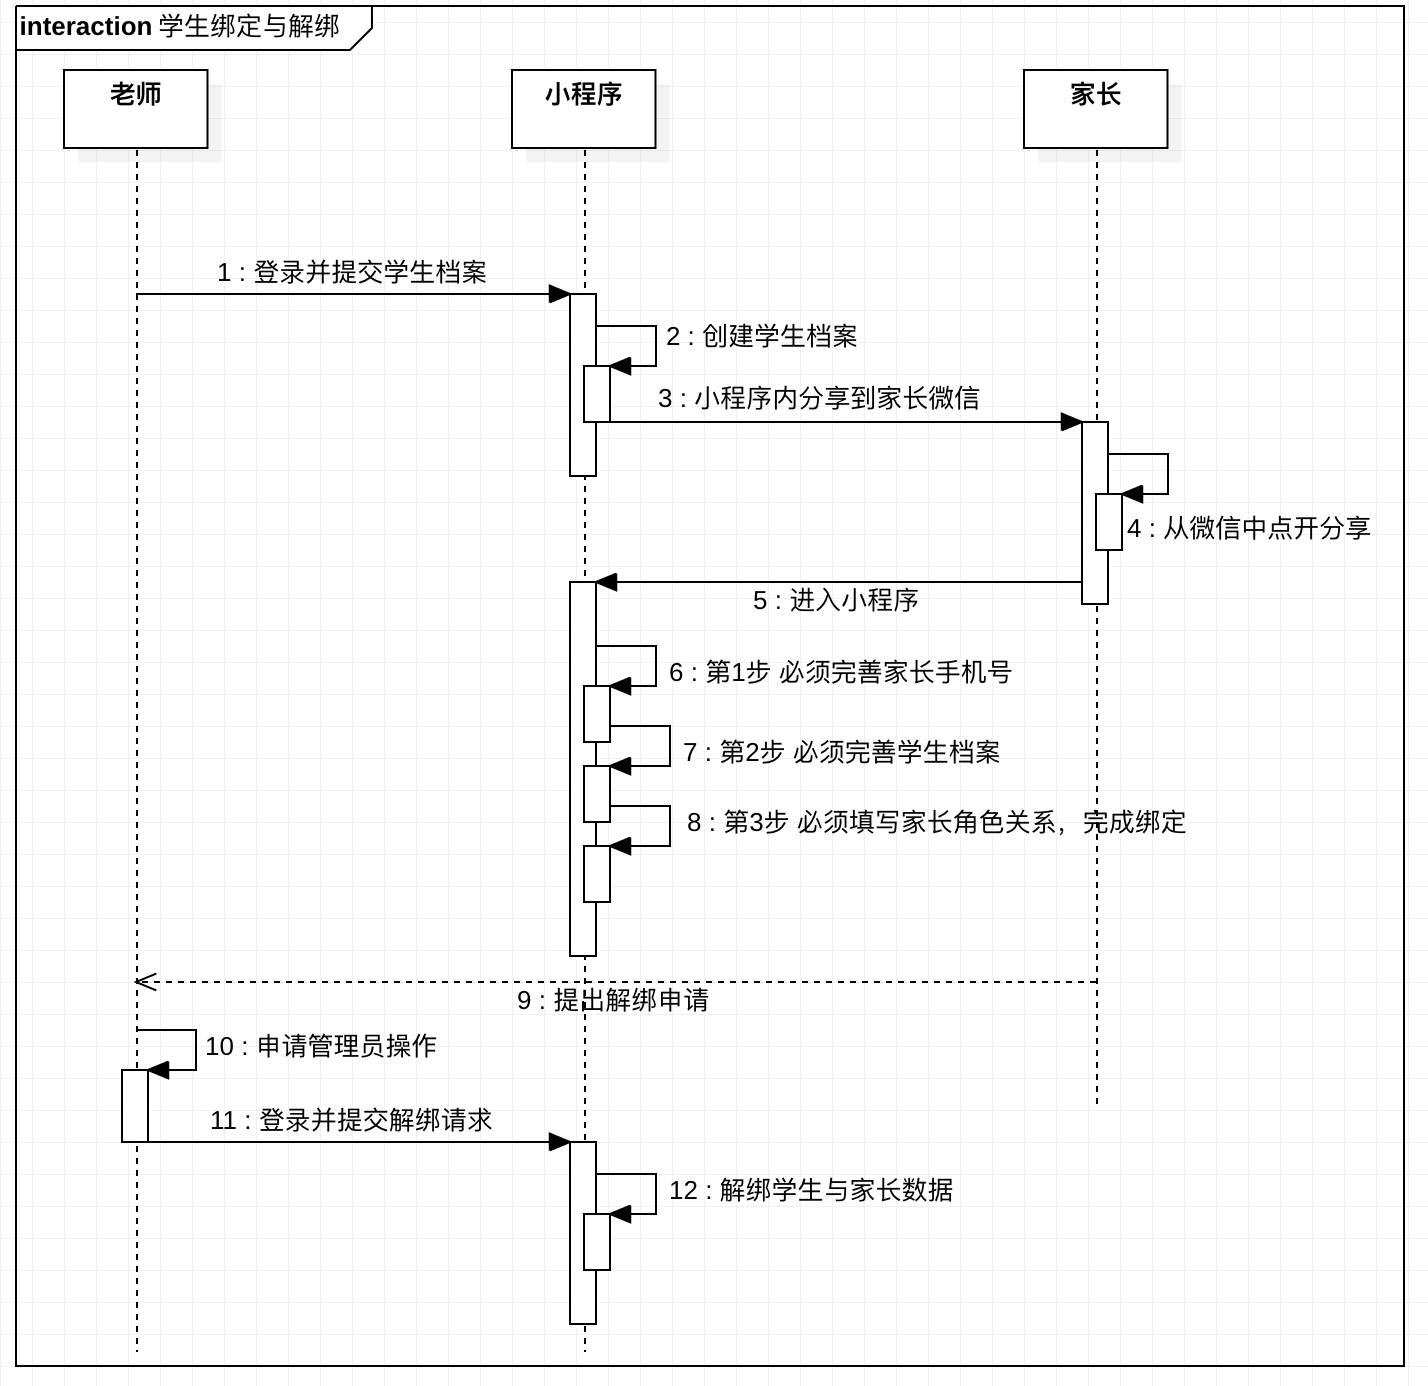 interaction 学生绑定与解绑
老师
小程序
家长
1 : 登录并提交学生档案
2 : 创建学生档案
3 : 小程序内分享到家长微信
4 : 从微信中点开分享
5 : 进入小程序
6 : 第1步 必须完善家长手机号
7 : 第2步 必须完善学生档案
8 : 第3步 必须填写家长角色关系，完成绑定
9 : 提出解绑申请
10 : 申请管理员操作
11 : 登录并提交解绑请求
12 : 解绑学生与家长数据